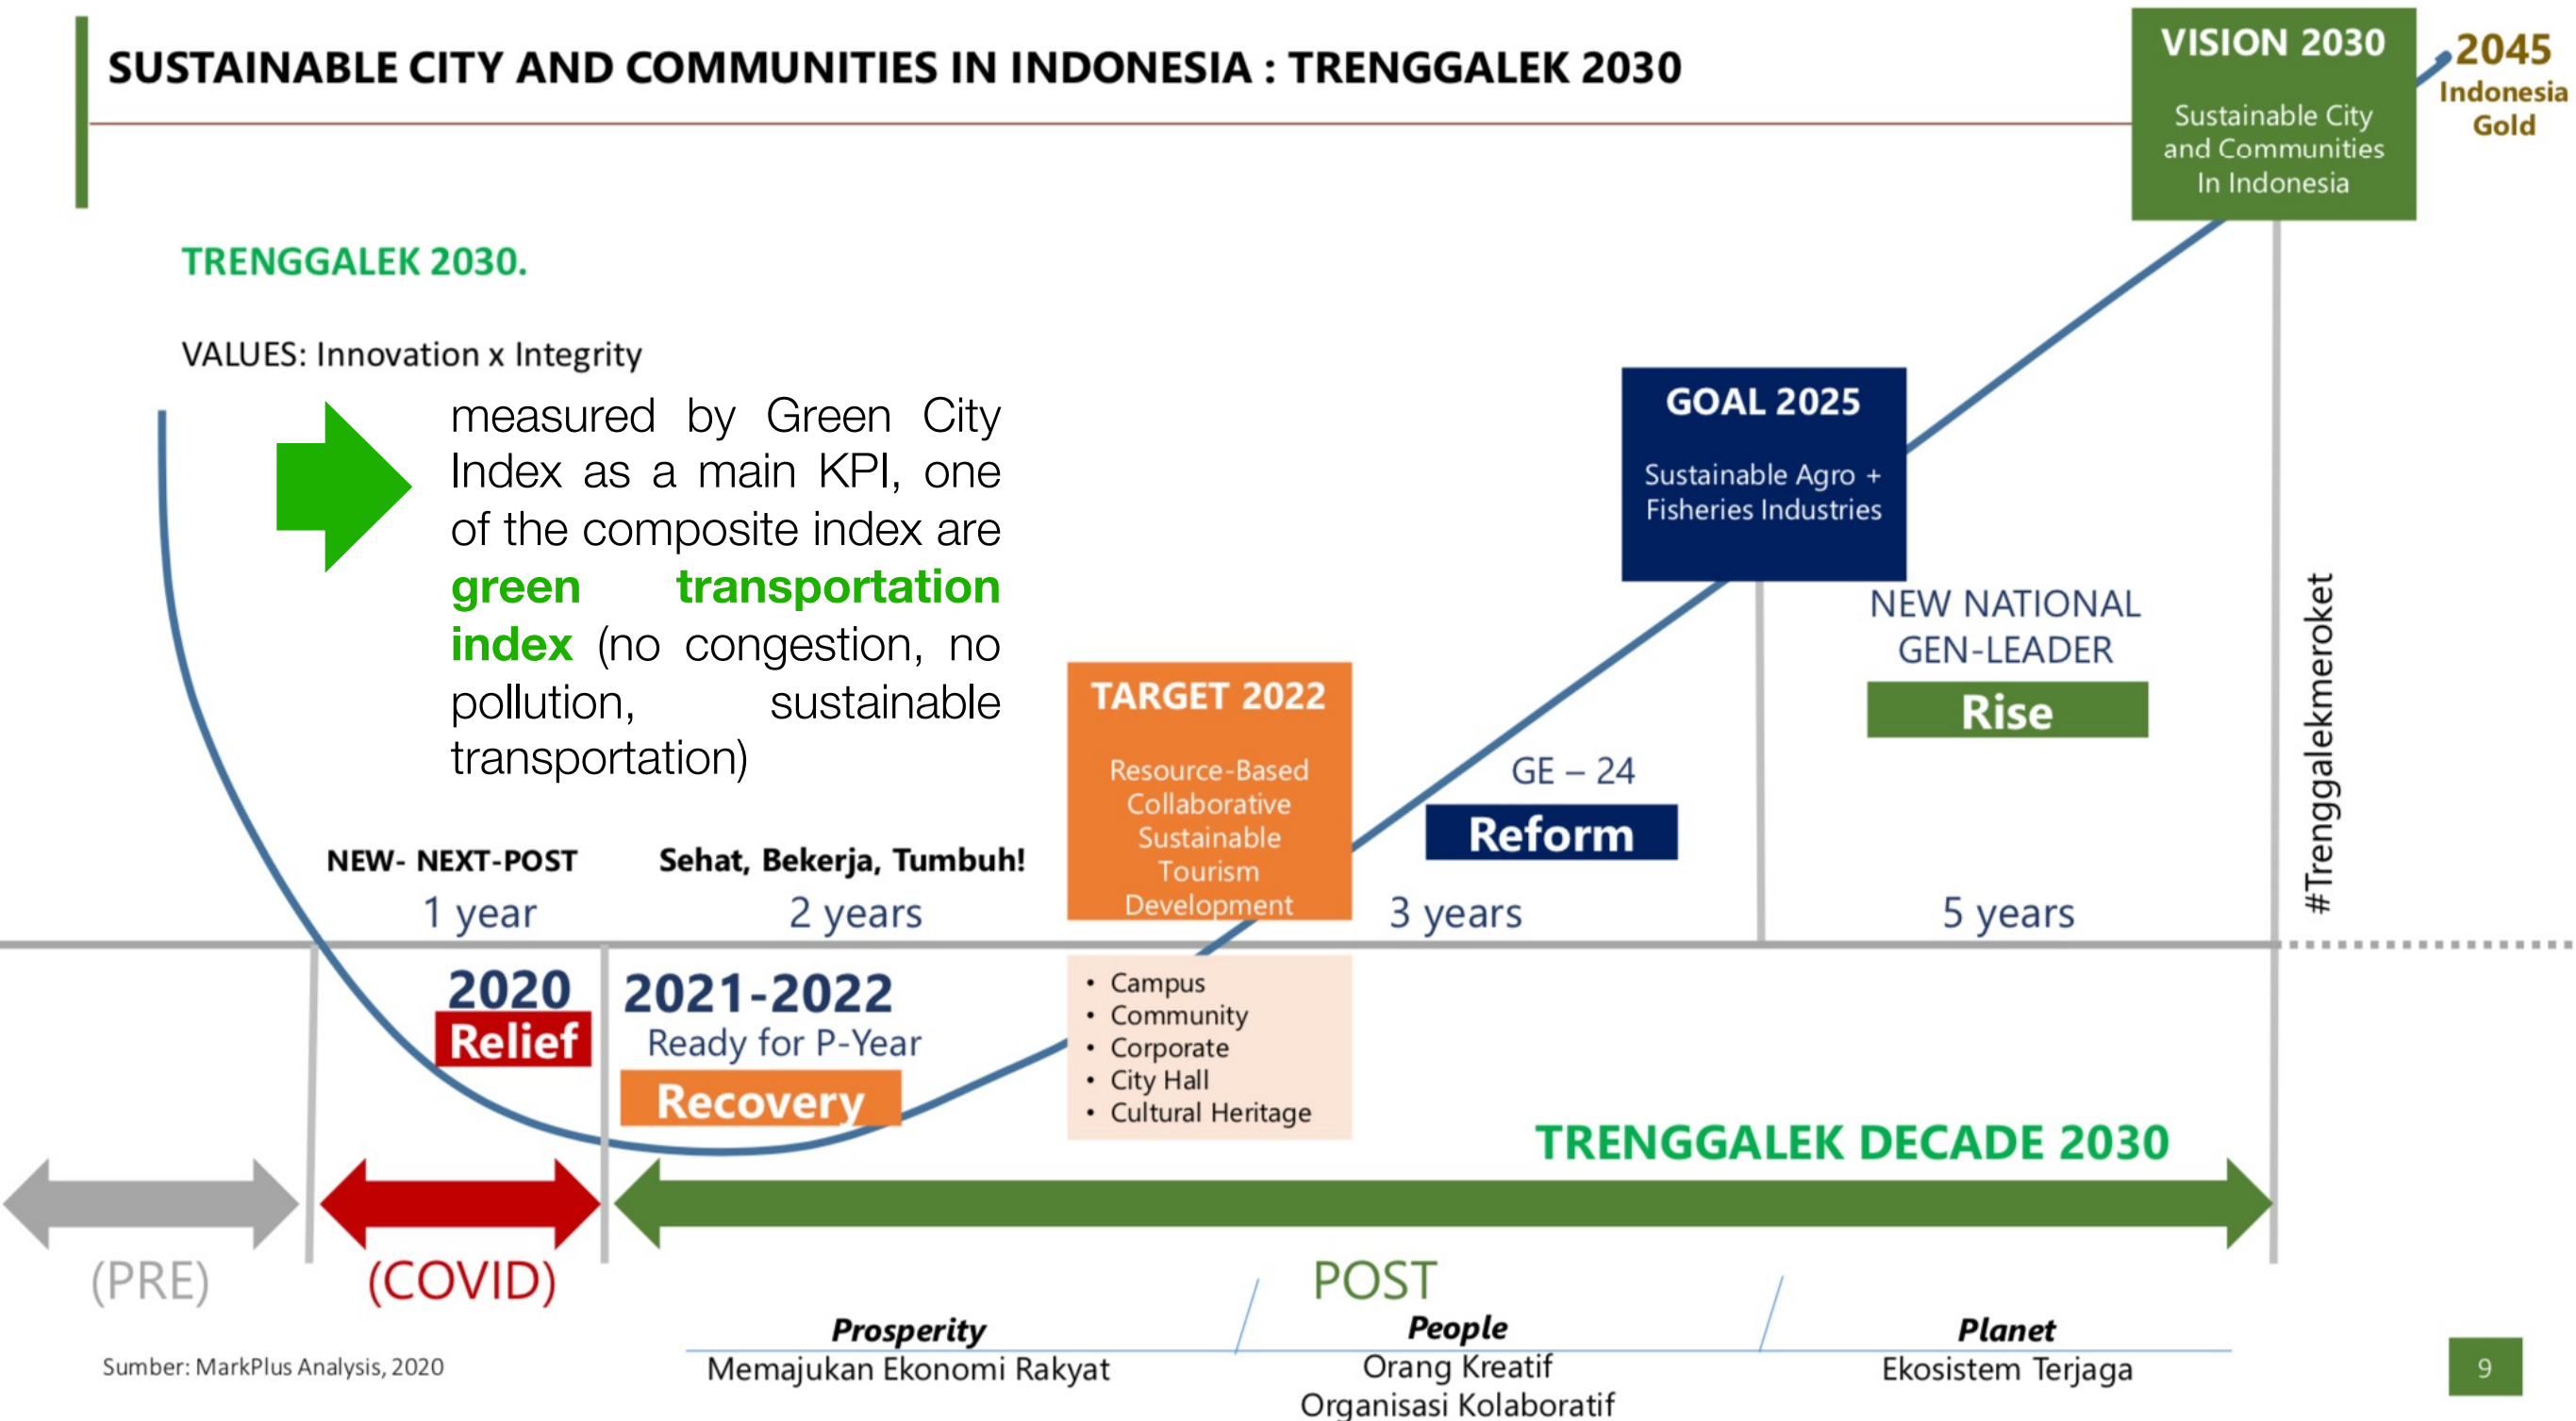 SUSTAINABLE CITY AND COMMUNITIES IN INDONESIA : TRENGGALEK 2030
VISION 2030
Sustainable City
and Communities
In Indonesia
2045
Indonesia
Gold
TRENGGALEK 2030.
VALUES: Innovation x Integrity
measured by Green City
Index as a main KPI, one
of the composite index are
green transportation
index (no congestion, no
pollution, sustainable
transportation)
GOAL 2025
Sustainable Agro +
Fisheries Industries
NEW NATIONAL
GEN-LEADER
Rise
#Trenggalekmeroket
TARGET 2022
Resource-Based
Collaborative
Sustainable
Tourism
Development
GE – 24
Reform
NEW- NEXT-POST
1 year
Sehat, Bekerja, Tumbuh!
2 years
3 years
5 years
2020
Relief
2021-2022
Ready for P-Year
Recovery
• Campus
• Community
• Corporate
• City Hall
• Cultural Heritage
TRENGGALEK DECADE 2030
(PRE)
(COVID)
POST
Prosperity
Memajukan Ekonomi Rakyat
People
Orang Kreatif
Organisasi Kolaboratif
Planet
Ekosistem Terjaga
Sumber: MarkPlus Analysis, 2020
9